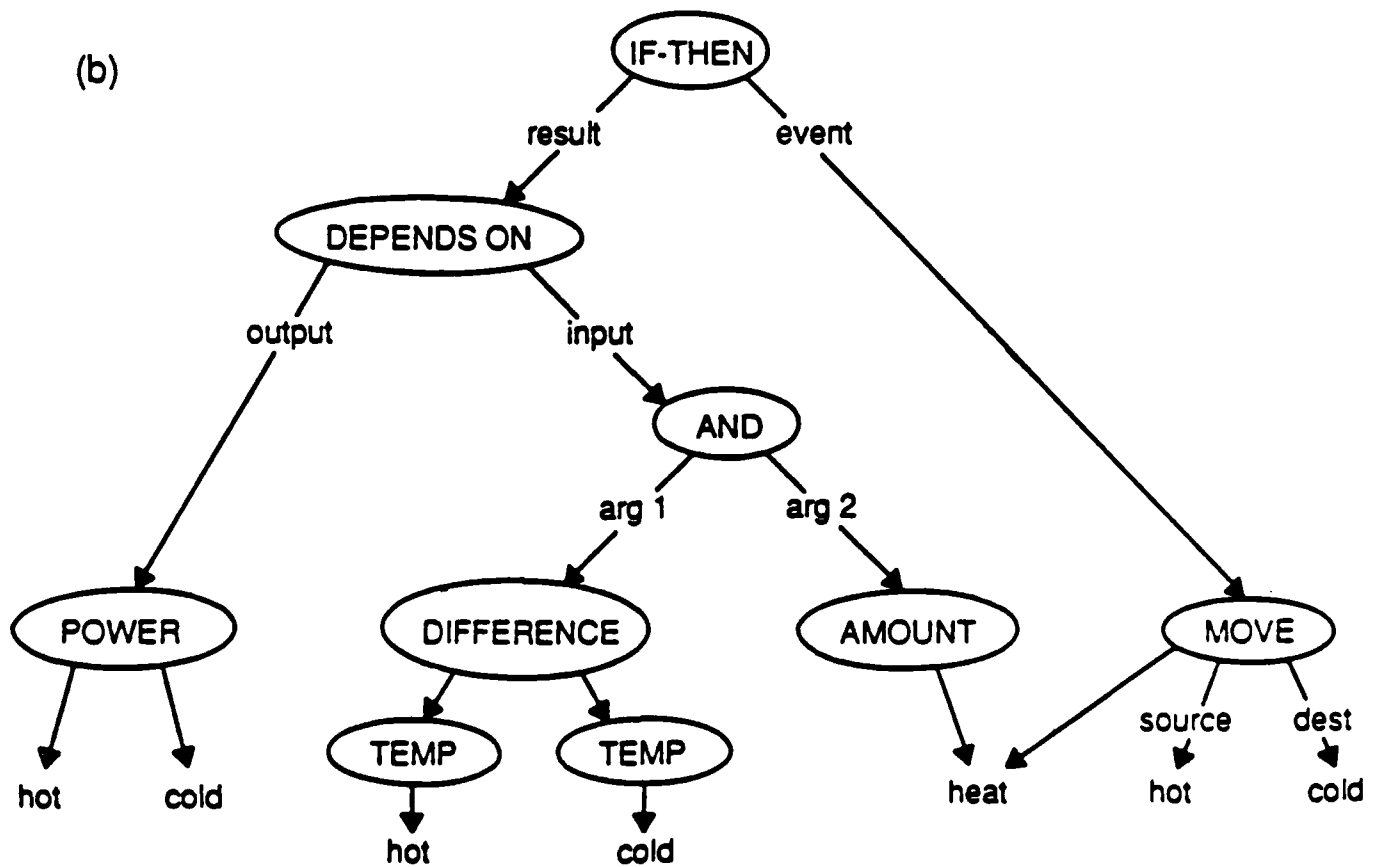 IF-THEN
(b)
result event
DEPENDS ON
output input
AND
arg 1 arg 2
POWER DIFFERENCE AMOUNT MOVE
source dest
TEMP TEMP
hot cold heat hot cold
hot cold